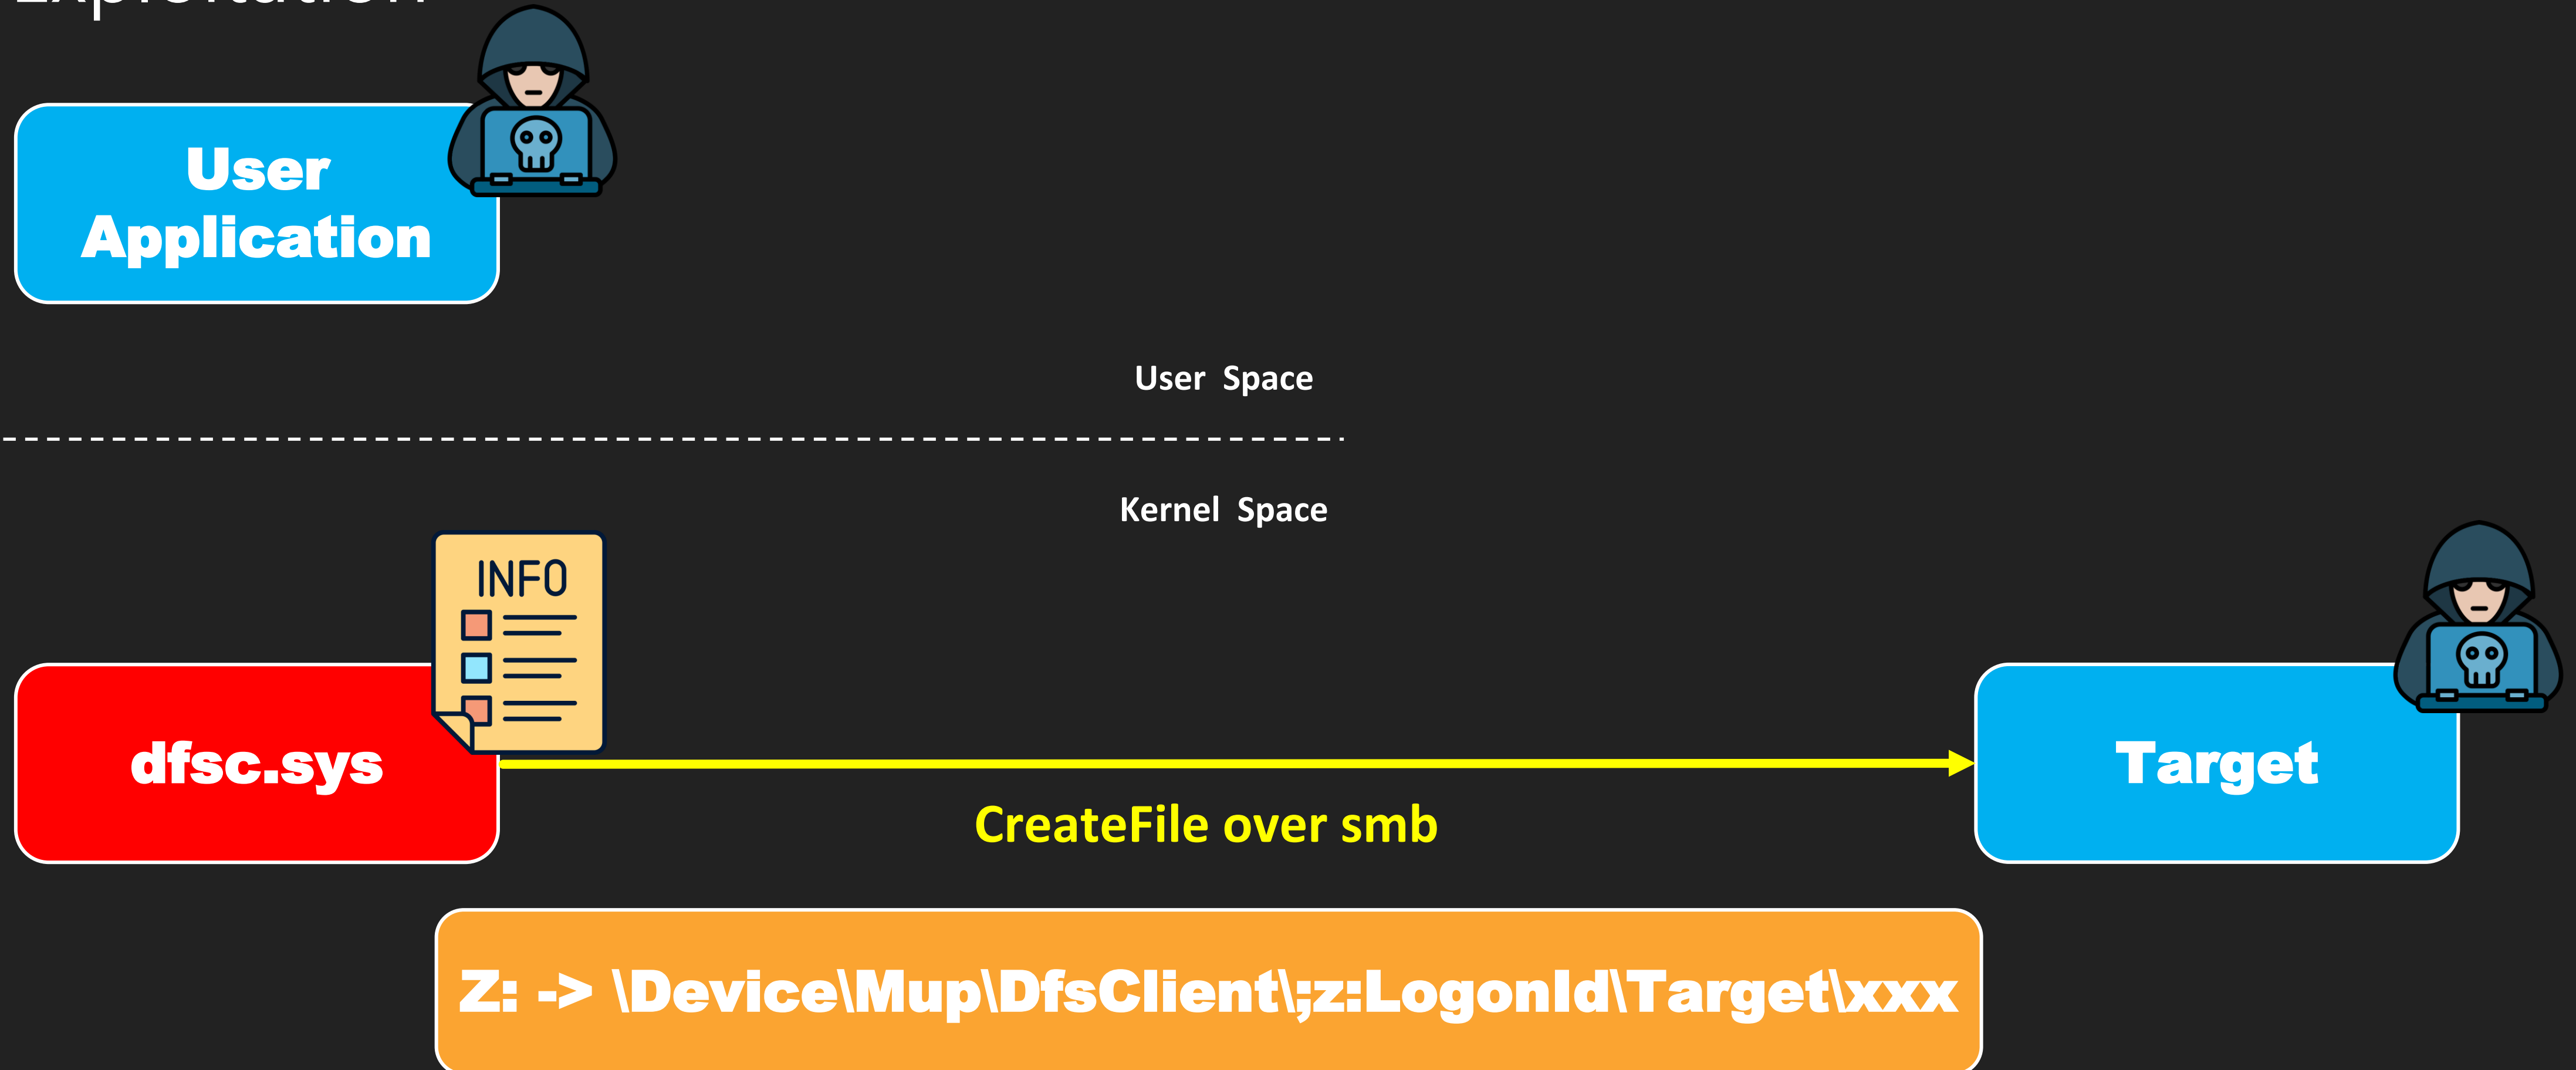 Exploitation
User
Application
User Space
Kernel Space
INFO
dfsc.sys
Target
CreateFile over smb
Z: -> \Device\Mup\DfsClient\;z:LogonId\Target\xxx